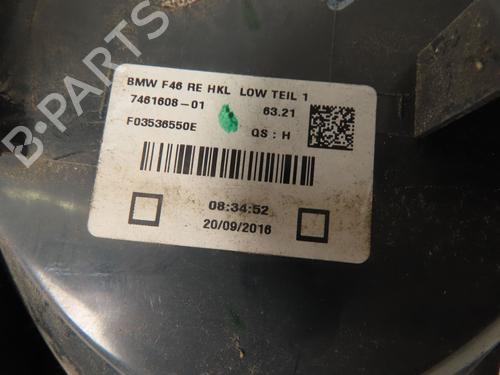 BMW F46 RE HKL LOW TEIL 1
7461608-01 63.21
F03536550E QS : H
08:34:52
20/09/2016
B-PARTS